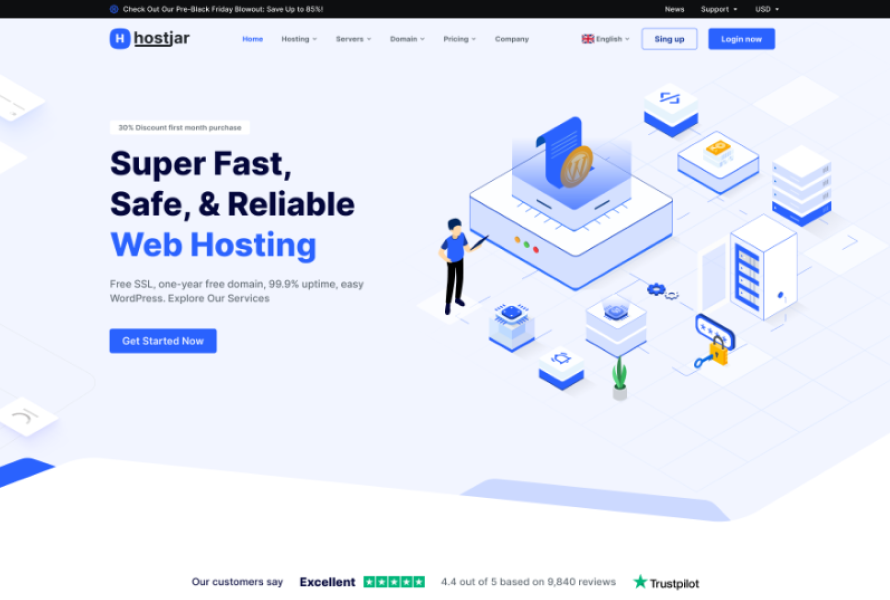 Check Out Our Pre-Black Friday Blowout: Save Up to 85%!
News Support USD
H hostjar
Home Hosting Servers Domain Pricing Company
English Sing up Login now
30% Discount first month purchase
Super Fast,
Safe, & Reliable
Web Hosting
Free SSL, one-year free domain, 99.9% uptime, easy
WordPress. Explore Our Services
Get Started Now
Our customers say Excellent 4.4 out of 5 based on 9,840 reviews Trustpilot